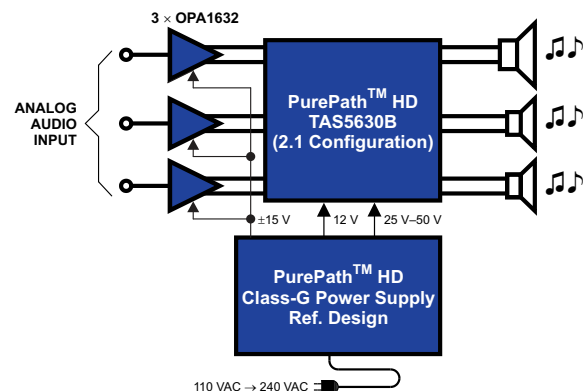 3 × OPA1632
ANALOG
AUDIO
INPUT
PurePath™ HD
TAS5630B
(2.1 Configuration)
±15 V
12 V
25 V–50 V
PurePath™ HD
Class-G Power Supply
Ref. Design
110 VAC → 240 VAC